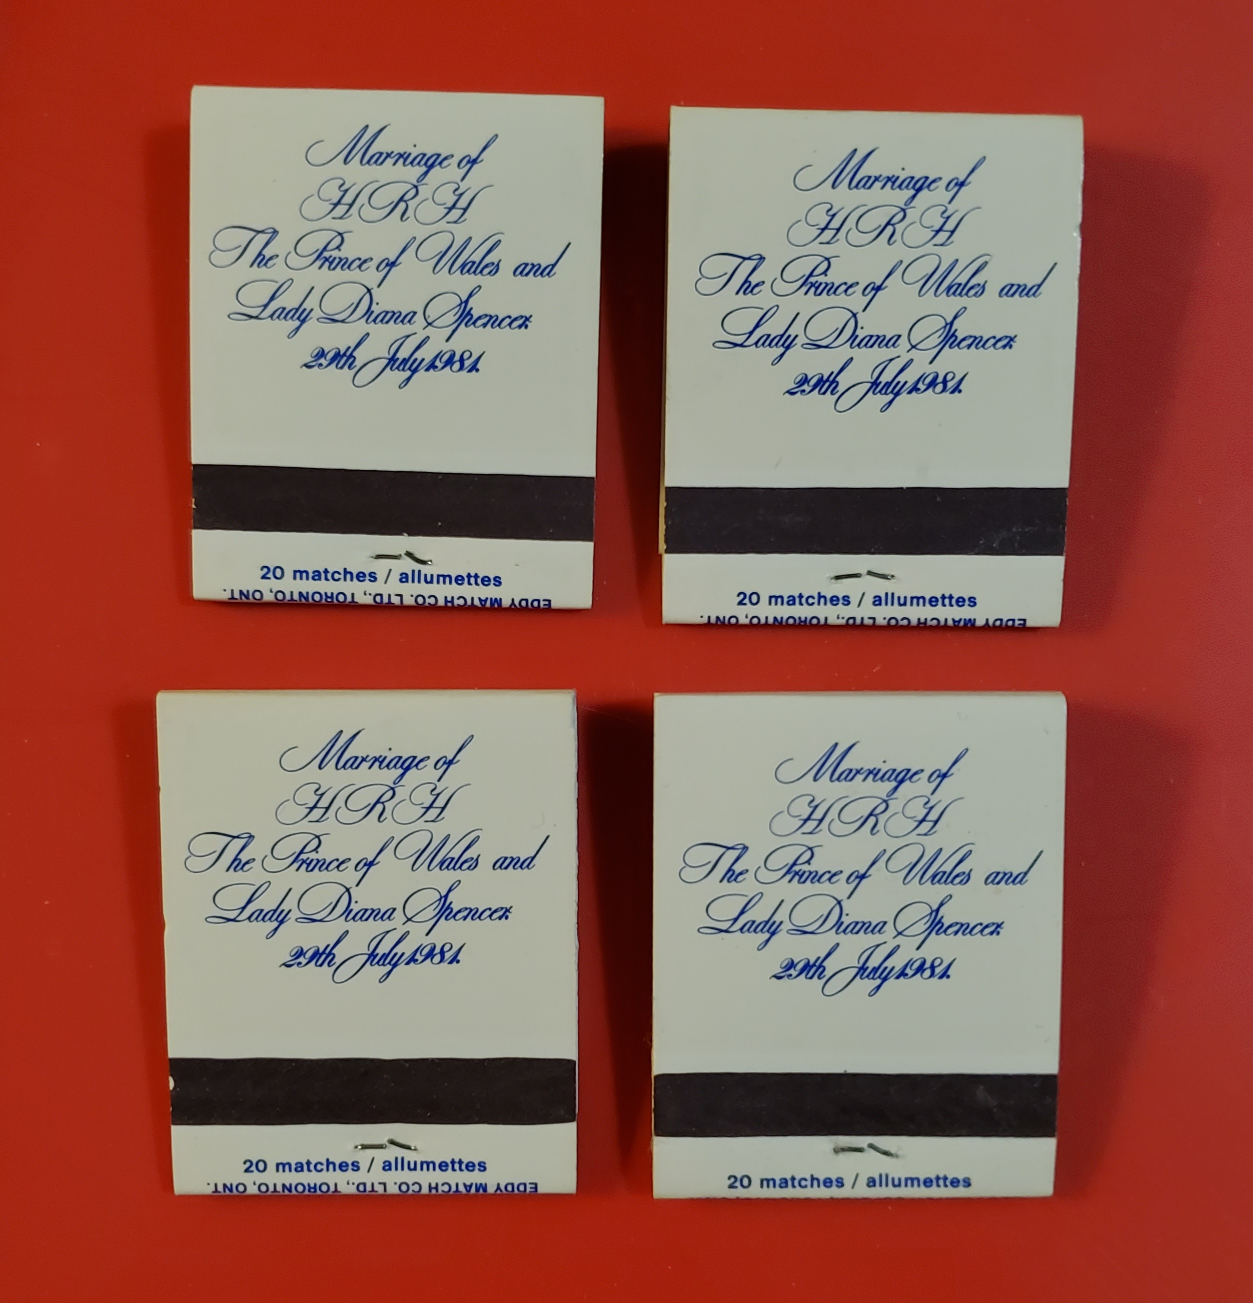 Marriage of
HRH
The Prince of Wales and
Lady Diana Spencer
29th July 1981.
20 matches / allumettes
EDDY MATCH CO. LTD., TORONTO, ONT.
Marriage of
HRH
The Prince of Wales and
Lady Diana Spencer
29th July 1981.
20 matches / allumettes
EDDY MATCH CO. LTD., TORONTO, ONT.
Marriage of
HRH
The Prince of Wales and
Lady Diana Spencer
29th July 1981.
20 matches / allumettes
EDDY MATCH CO. LTD., TORONTO, ONT.
Marriage of
HRH
The Prince of Wales and
Lady Diana Spencer
29th July 1981.
20 matches / allumettes